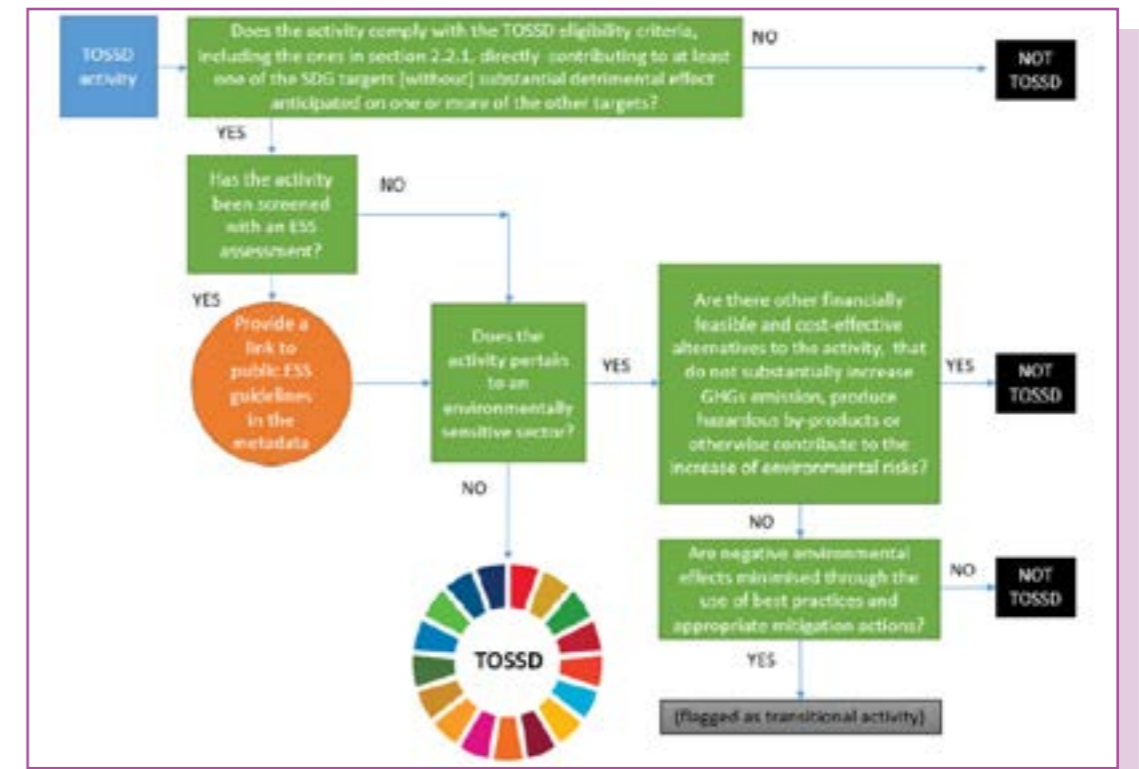 TOSSD
activity
Does the activity comply with the TOSSD eligibility criteria,
including the ones in section 2.2.1, directly contributing to at least
one of the SDG targets [without] substantial detrimental effect
anticipated on one or more of the other targets?
NO
NOT
TOSSD
YES
Has the activity
been screened
with an ESS
assessment?
NO
YES
Provide a
link to
public ESS
guidelines
in the
metadata
Does the
activity pertain
to an
environmentally
sensitive sector?
YES
Are there other financially
feasible and cost-effective
alternatives to the activity, that
do not substantially increase
GHGs emission, produce
hazardous by-products or
otherwise contribute to the
increase of environmental risks?
YES
NOT
TOSSD
NO
NO
Are negative environmental
effects minimised through the
use of best practices and
appropriate mitigation actions?
NO
NOT
TOSSD
TOSSD
YES
(flagged as transitional activity)